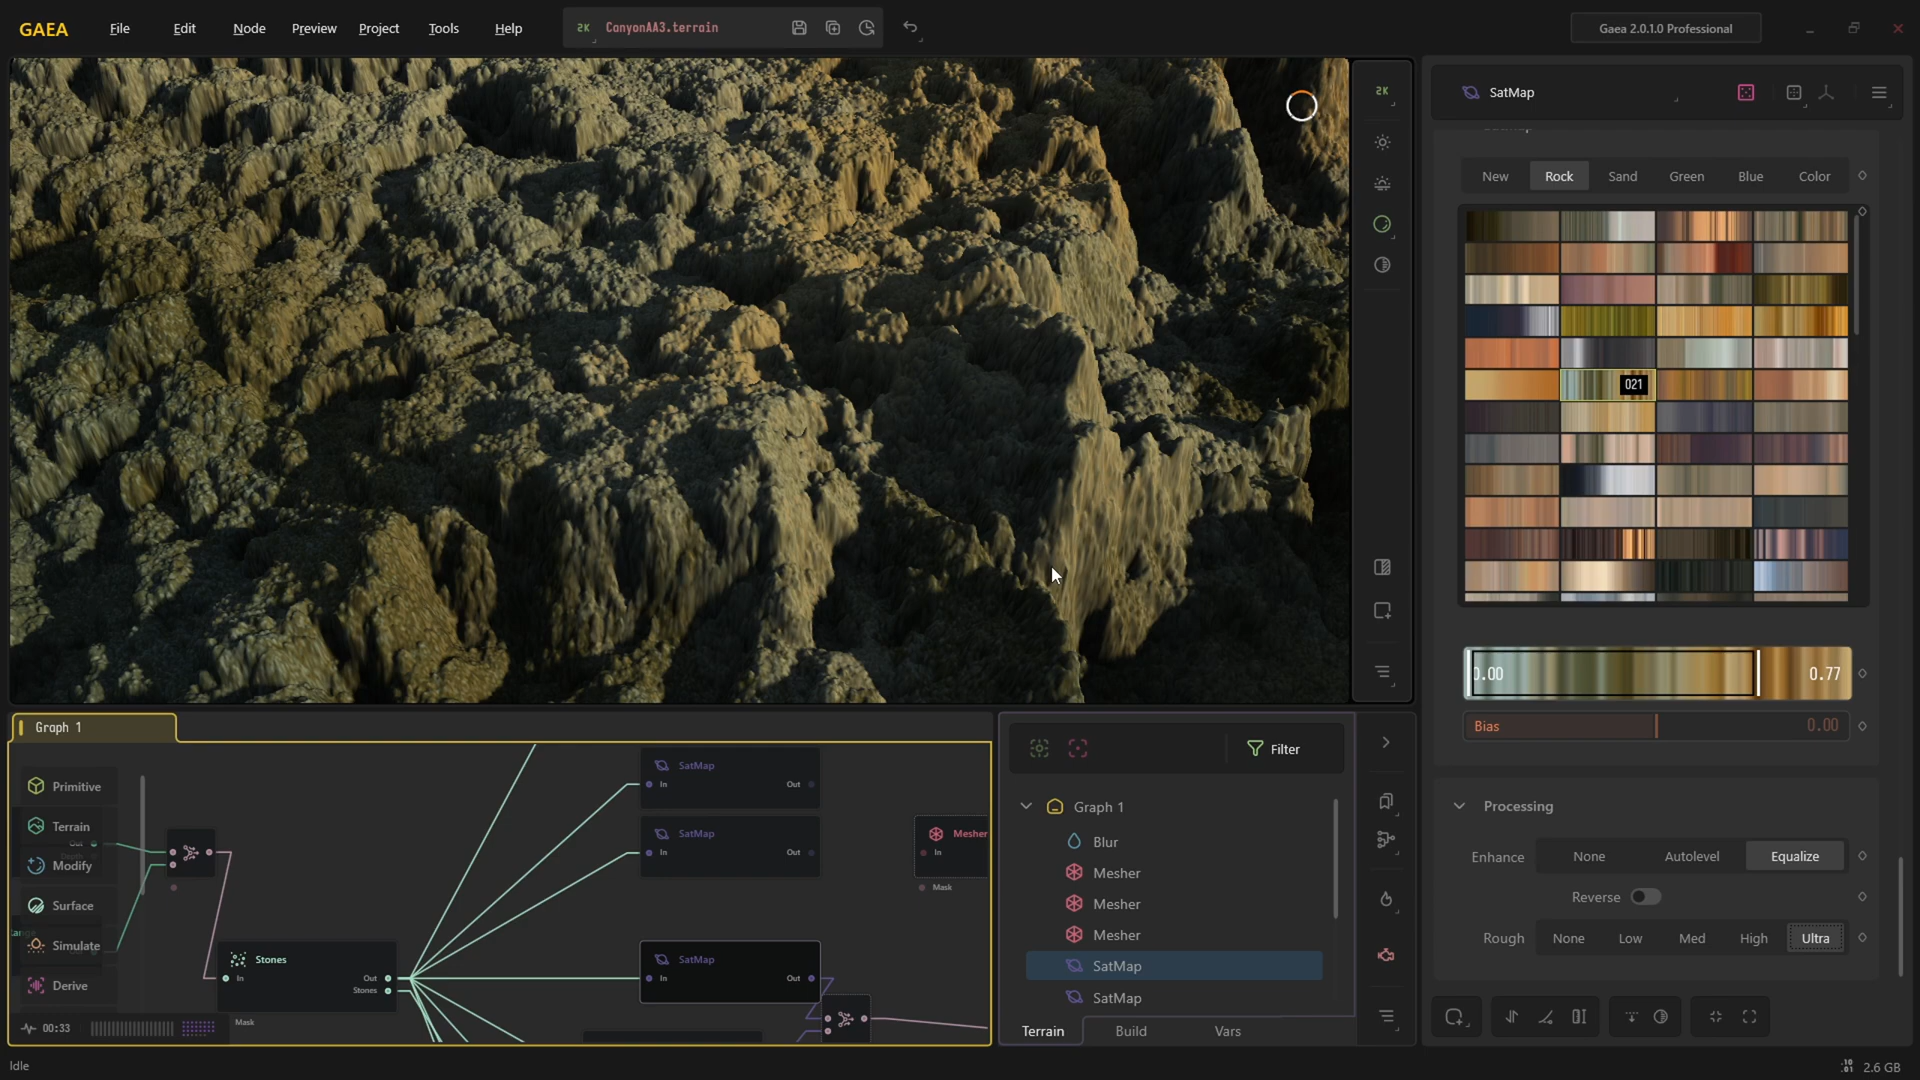 GAEA
File
Edit
Node
Preview
Project
Tools
Help
2K
CanyonAA3.terrain
Gaea 2.0.1.0 Professional
2K
SatMap
New
Rock
Sand
Green
Blue
Color
021
0.00
0.77
Bias
0.00
Processing
Enhance
None
Autolevel
Equalize
Reverse
Rough
None
Low
Med
High
Ultra
Graph 1
Primitive
Terrain
Out
Modify
Surface
Simulate
Derive
00:33
Stones
In
Out
Stones
Mask
SatMap
In
Out
SatMap
In
Out
SatMap
In
Out
Mesher
In
Mask
Filter
Graph 1
Blur
Mesher
Mesher
Mesher
SatMap
SatMap
Terrain
Build
Vars
Idle
2.6 GB